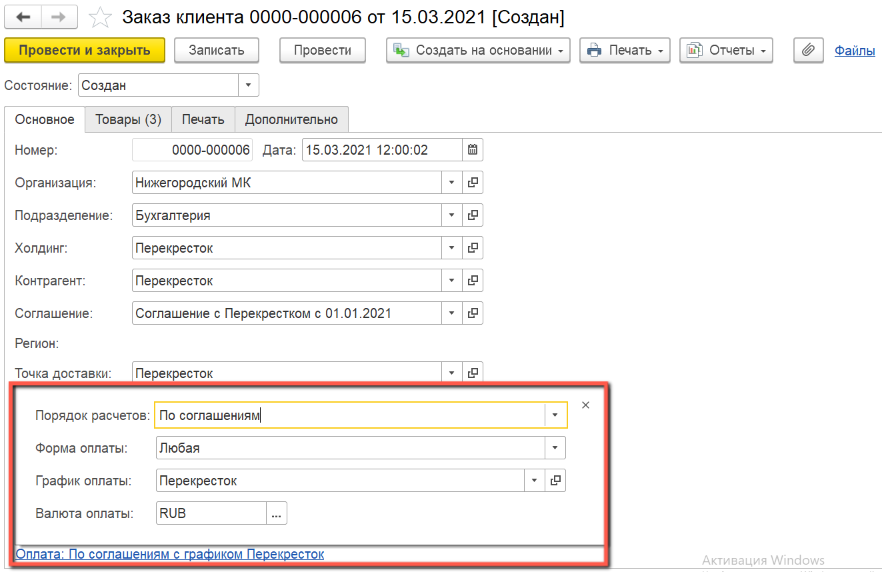 Заказ клиента 0000-000006 от 15.03.2021 [Создан]
Провести и закрыть Записать Провести Создать на основании Печать Отчеты Файлы
Состояние: Создан
Основное Товары (3) Печать Дополнительно
Номер: 0000-000006 Дата: 15.03.2021 12:00:02
Организация: Нижегородский МК
Подразделение: Бухгалтерия
Холдинг: Перекресток
Контрагент: Перекресток
Соглашение: Соглашение с Перекрестком с 01.01.2021
Регион:
Точка доставки: Перекресток
Порядок расчетов: По соглашениям
Форма оплаты: Любая
График оплаты: Перекресток
Валюта оплаты: RUB ...
Оплата: По соглашениям с графиком Перекресток
Активация Windows